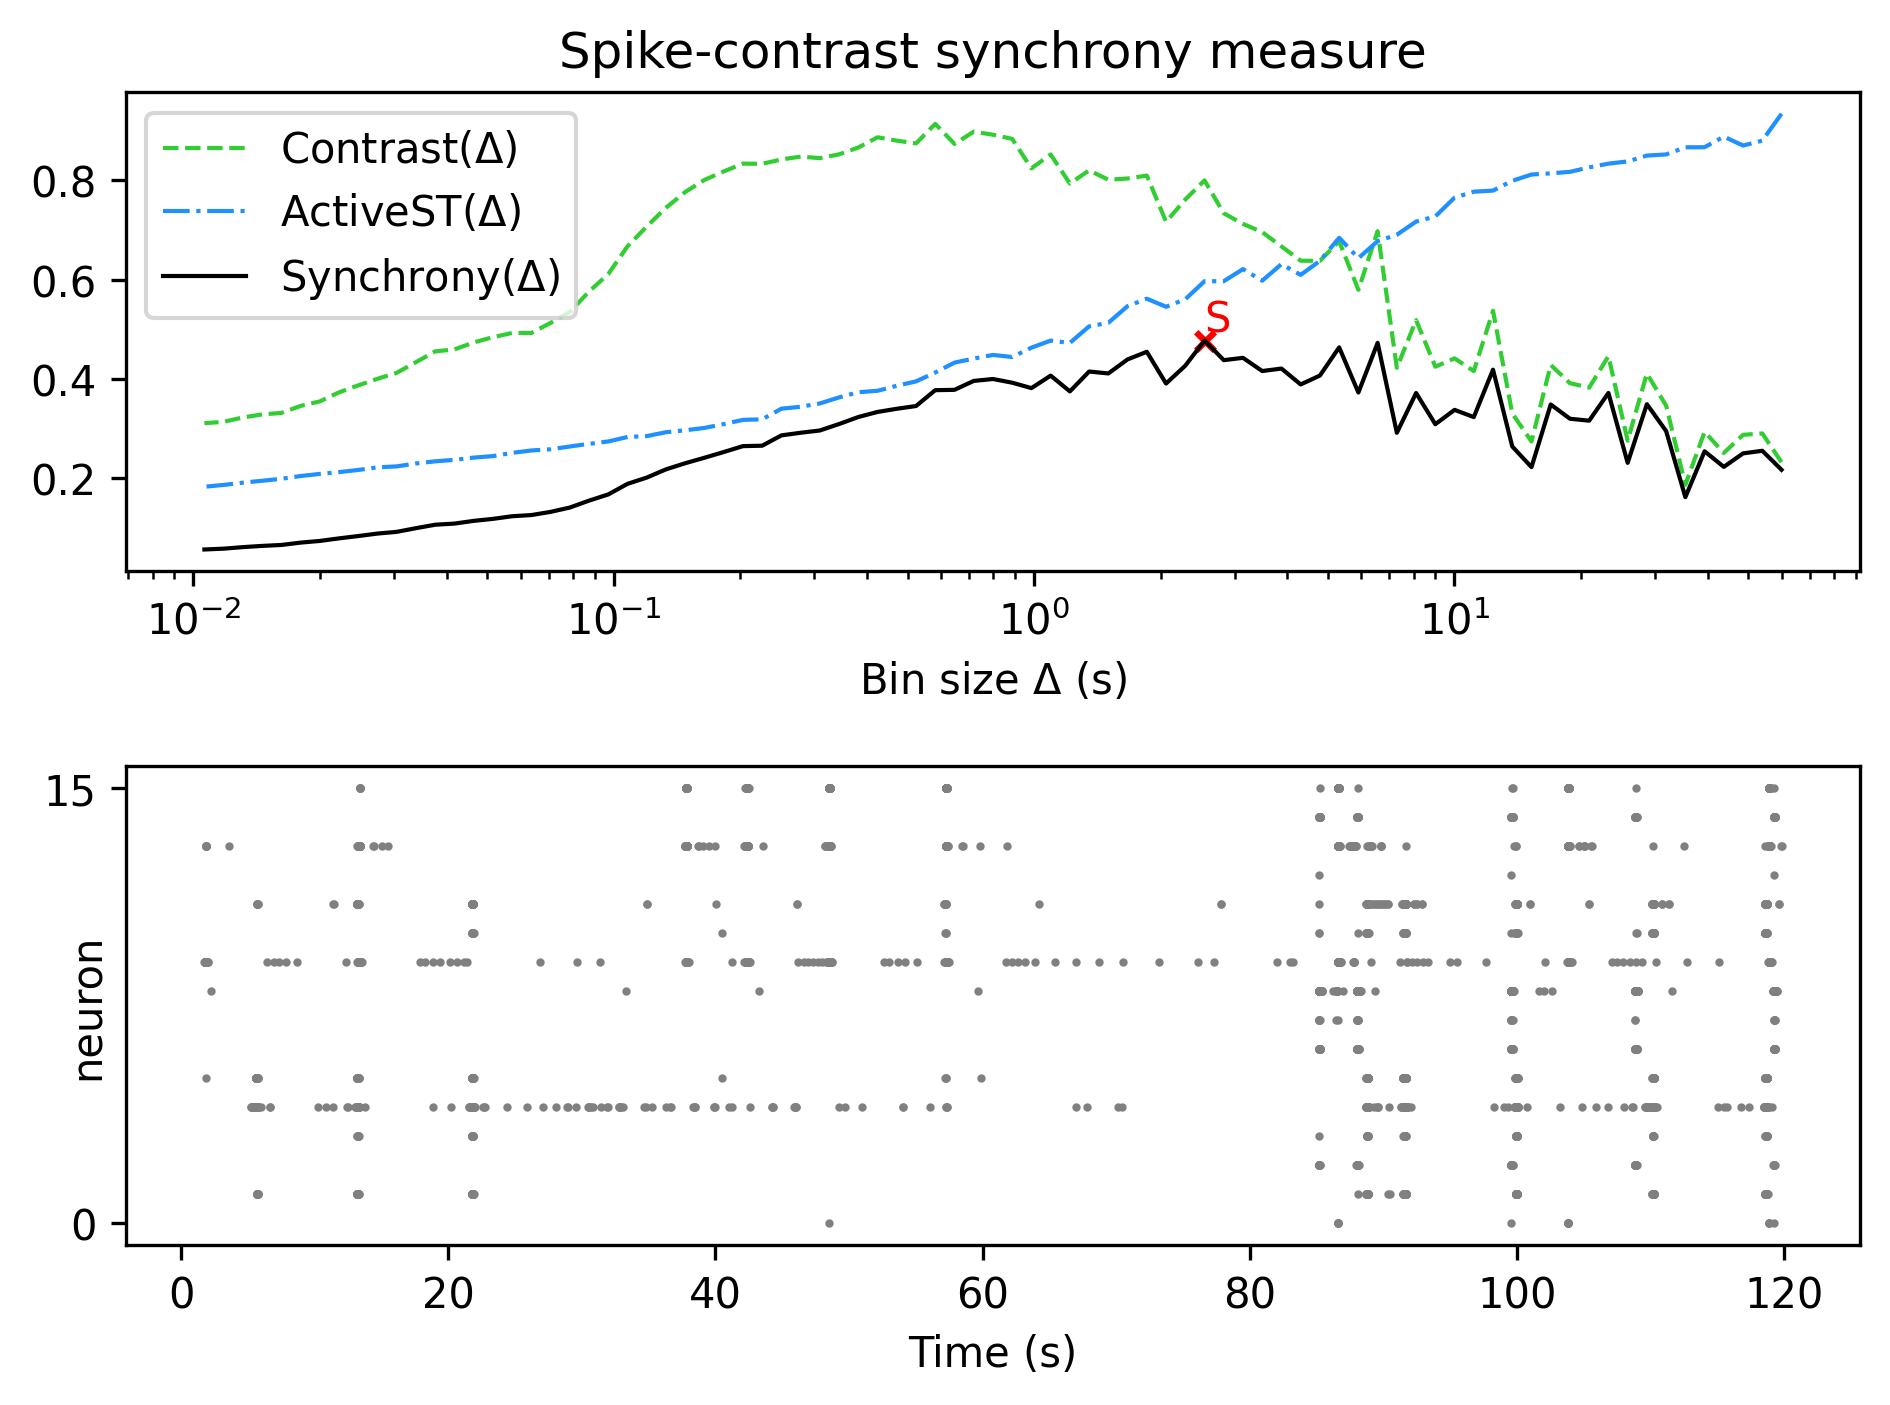 Spike-contrast synchrony measure
Contrast(Δ)
ActiveST(Δ)
Synchrony(Δ)
S
0.8
0.6
0.4
0.2
10⁻² 10⁻¹ 10⁰ 10¹
Bin size Δ (s)
15
0
neuron
0 20 40 60 80 100 120
Time (s)